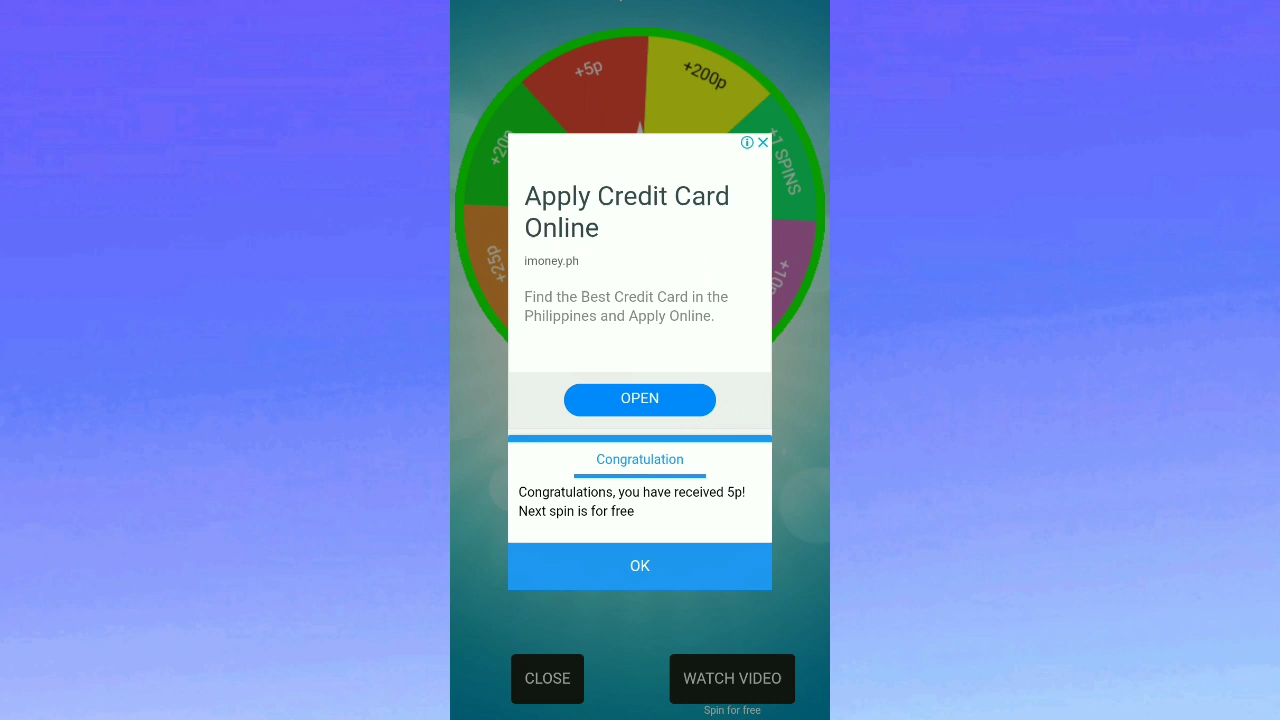 +5p
+200p
+20p
+1 SPINS
+25p
+10p
Apply Credit Card
Online
imoney.ph
Find the Best Credit Card in the
Philippines and Apply Online.
OPEN
Congratulation
Congratulations, you have received 5p!
Next spin is for free
OK
CLOSE
WATCH VIDEO
Spin for free